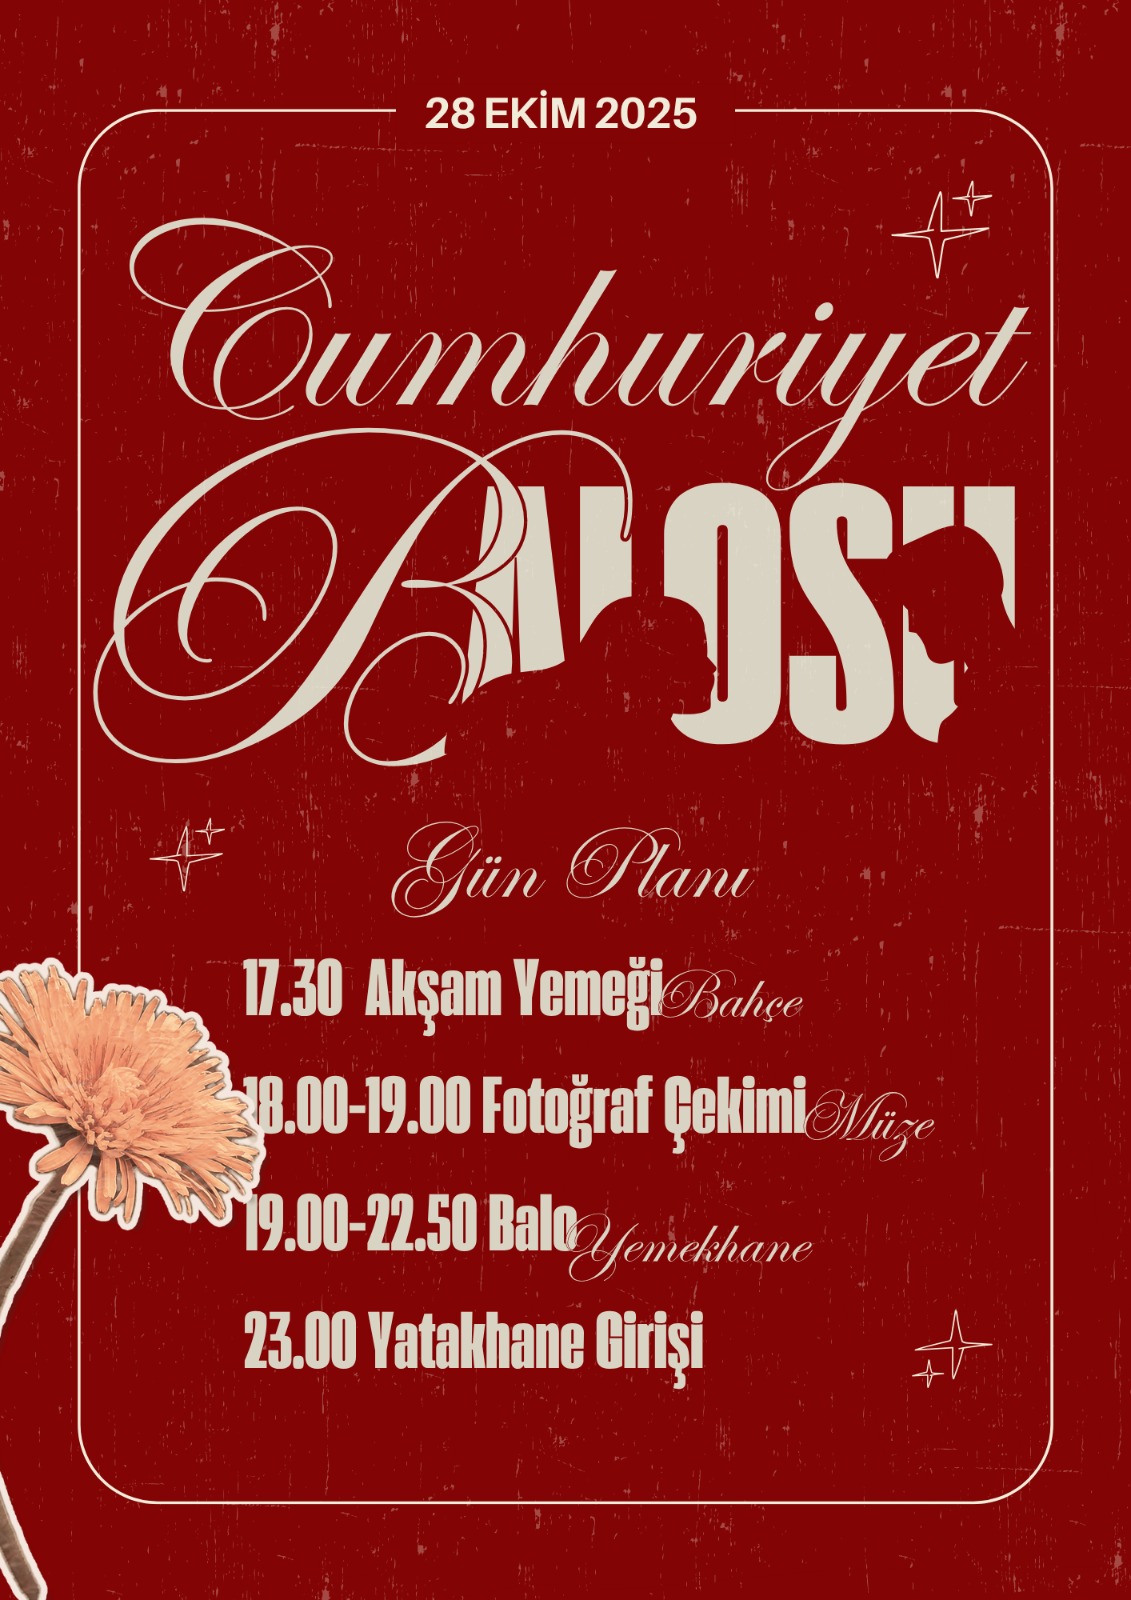 28 EKİM 2025
Cumhuriyet
BALOSU
Gün Planı
17.30 Akşam Yemeği Bahçe
18.00-19.00 Fotoğraf Çekimi Müze
19.00-22.50 Balo Yemekhane
23.00 Yatakhane Girişi